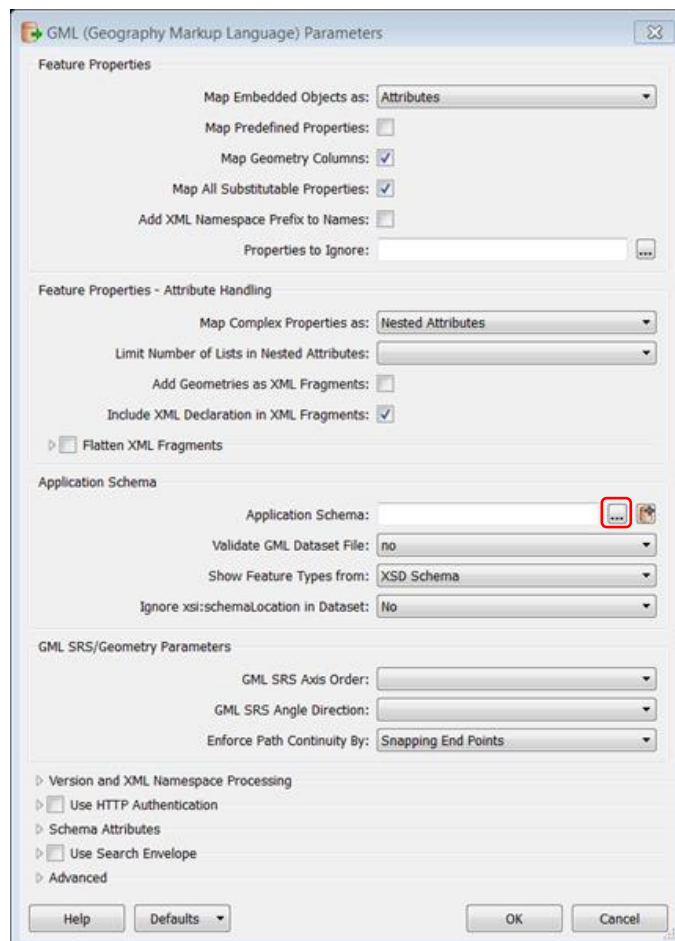 GML (Geography Markup Language) Parameters
Feature Properties
Map Embedded Objects as: Attributes
Map Predefined Properties:
Map Geometry Columns:
Map All Substitutable Properties:
Add XML Namespace Prefix to Names:
Properties to Ignore: ...
Feature Properties - Attribute Handling
Map Complex Properties as: Nested Attributes
Limit Number of Lists in Nested Attributes:
Add Geometries as XML Fragments:
Include XML Declaration in XML Fragments:
Flatten XML Fragments
Application Schema
Application Schema: ...
Validate GML Dataset File: no
Show Feature Types from: XSD Schema
Ignore xsi:schemaLocation in Dataset: No
GML SRS/Geometry Parameters
GML SRS Axis Order:
GML SRS Angle Direction:
Enforce Path Continuity By: Snapping End Points
Version and XML Namespace Processing
Use HTTP Authentication
Schema Attributes
Use Search Envelope
Advanced
Help Defaults OK Cancel